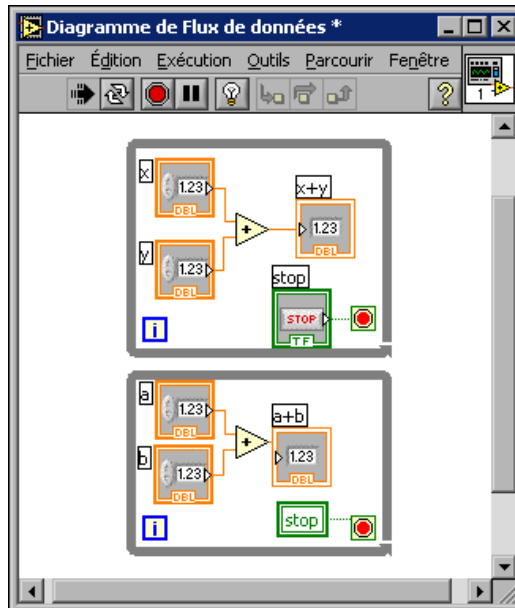 Diagramme de Flux de données *
Fichier Édition Exécution Outils Parcourir Fenêtre
1
x
1.23
DBL
x+y
1.23
DBL
y
1.23
DBL
stop
STOP
TF
i
a
1.23
DBL
a+b
1.23
DBL
b
1.23
DBL
stop
i